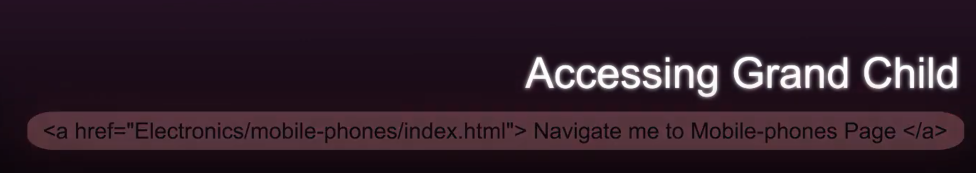 Accessing Grand Child
<a href="Electronics/mobile-phones/index.html"> Navigate me to Mobile-phones Page </a>